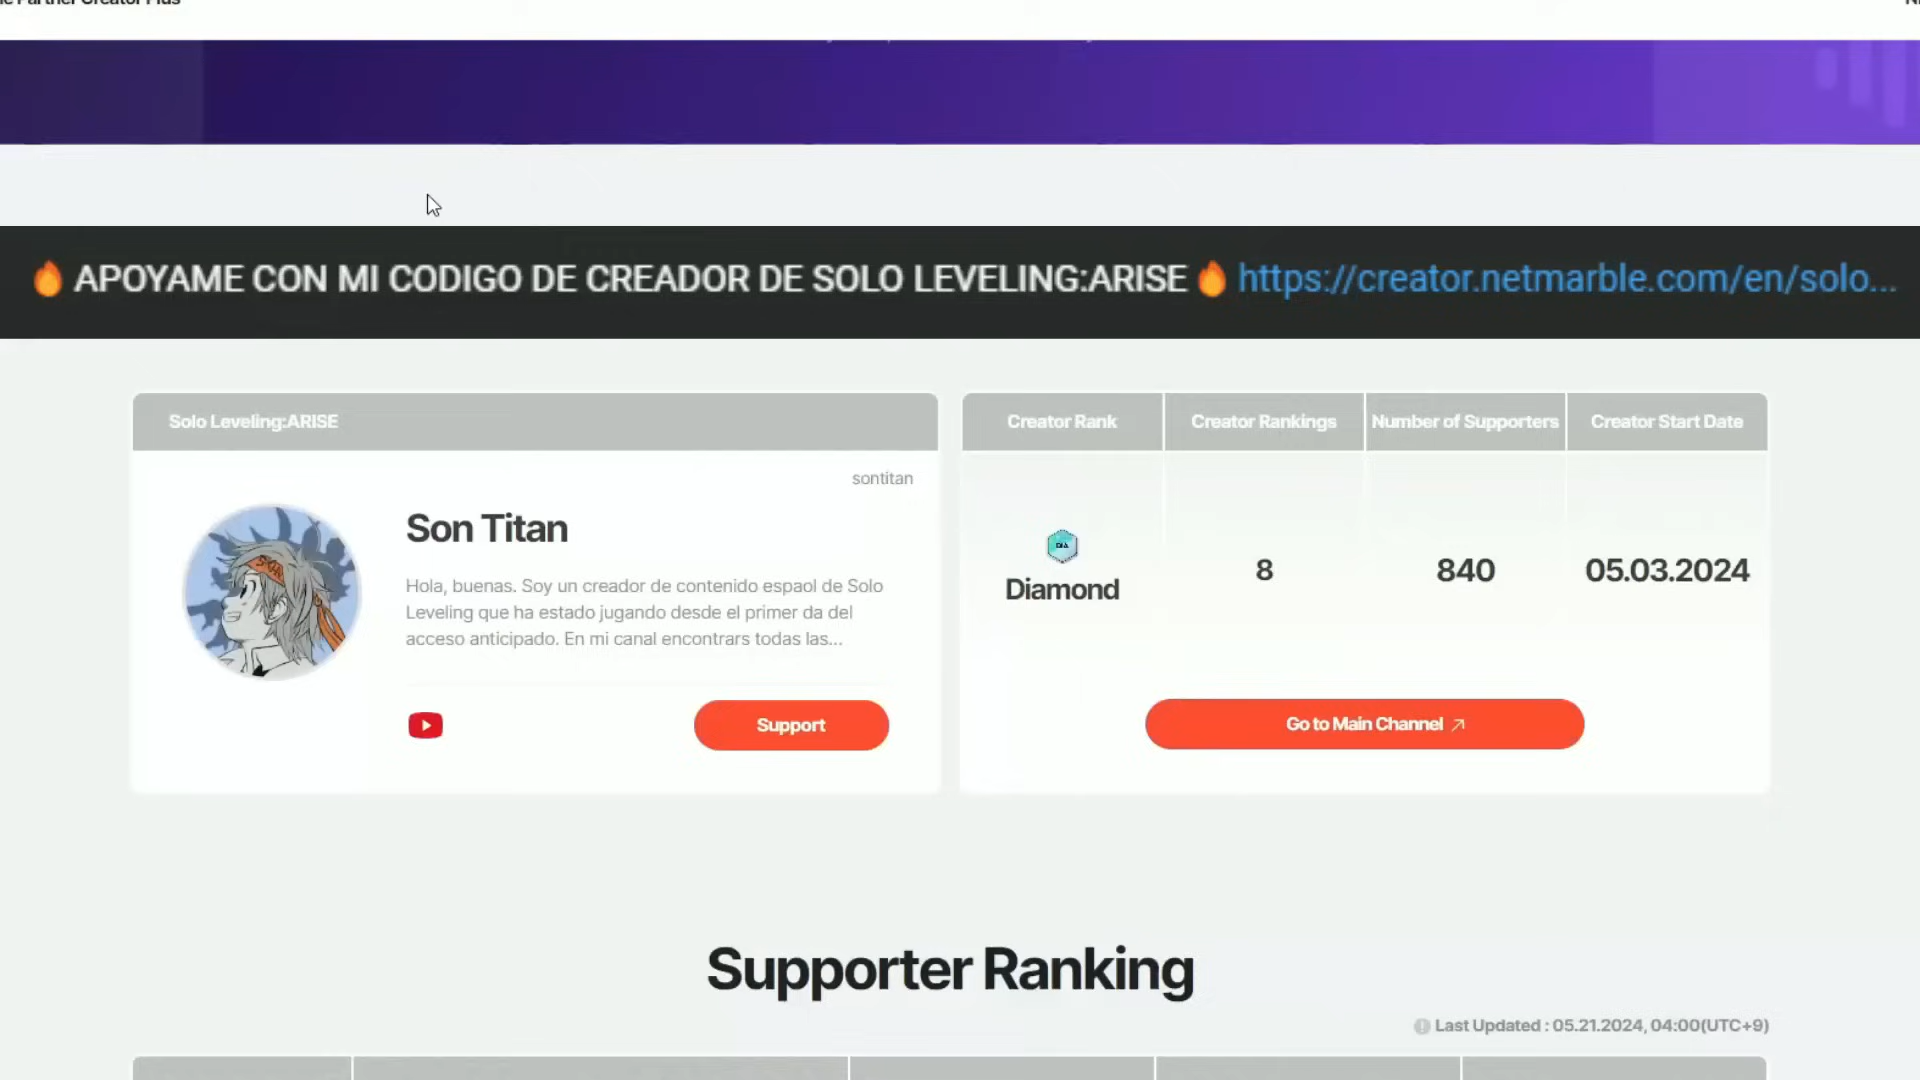 Partner Creator Plus
🔥 APOYAME CON MI CODIGO DE CREADOR DE SOLO LEVELING:ARISE 🔥 https://creator.netmarble.com/en/solo...
Solo Leveling:ARISE
sontitan
Son Titan
Hola, buenas. Soy un creador de contenido espaol de Solo
Leveling que ha estado jugando desde el primer da del
acceso anticipado. En mi canal encontrars todas las...
Support
Creator Rank
Creator Rankings
Number of Supporters
Creator Start Date
DIA
Diamond
8
840
05.03.2024
Go to Main Channel
Supporter Ranking
Last Updated : 05.21.2024, 04:00(UTC+9)